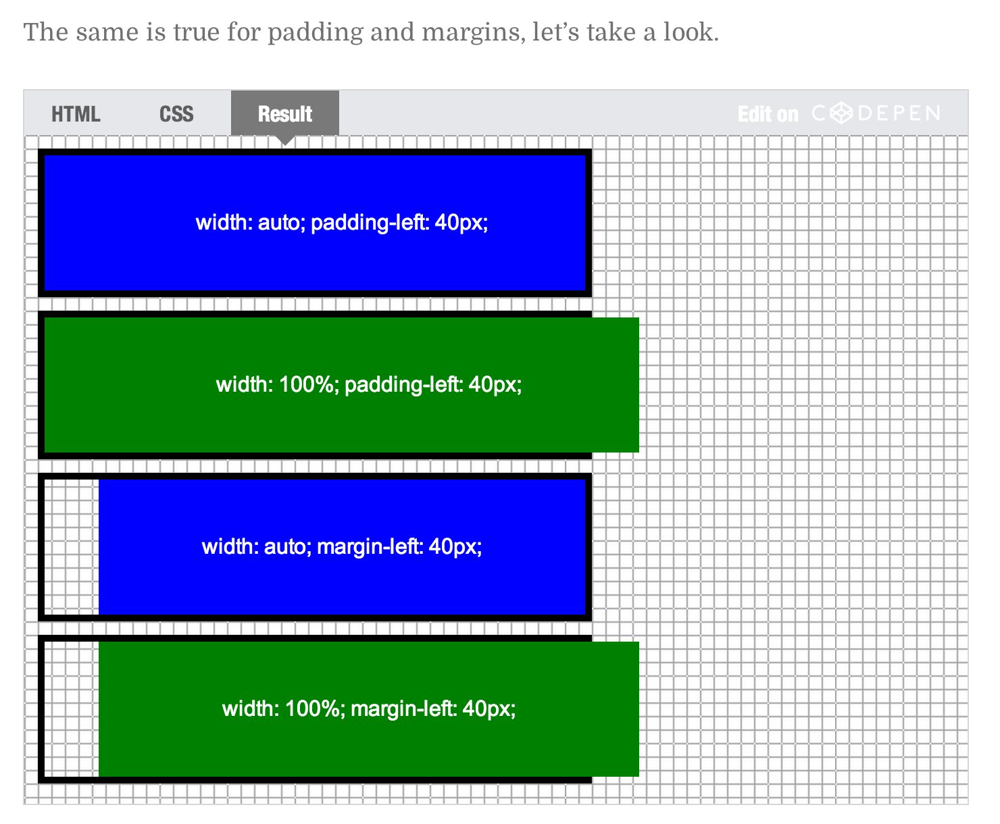 The same is true for padding and margins, let’s take a look.
HTML CSS Result Edit on CODEPEN
width: auto; padding-left: 40px;
width: 100%; padding-left: 40px;
width: auto; margin-left: 40px;
width: 100%; margin-left: 40px;